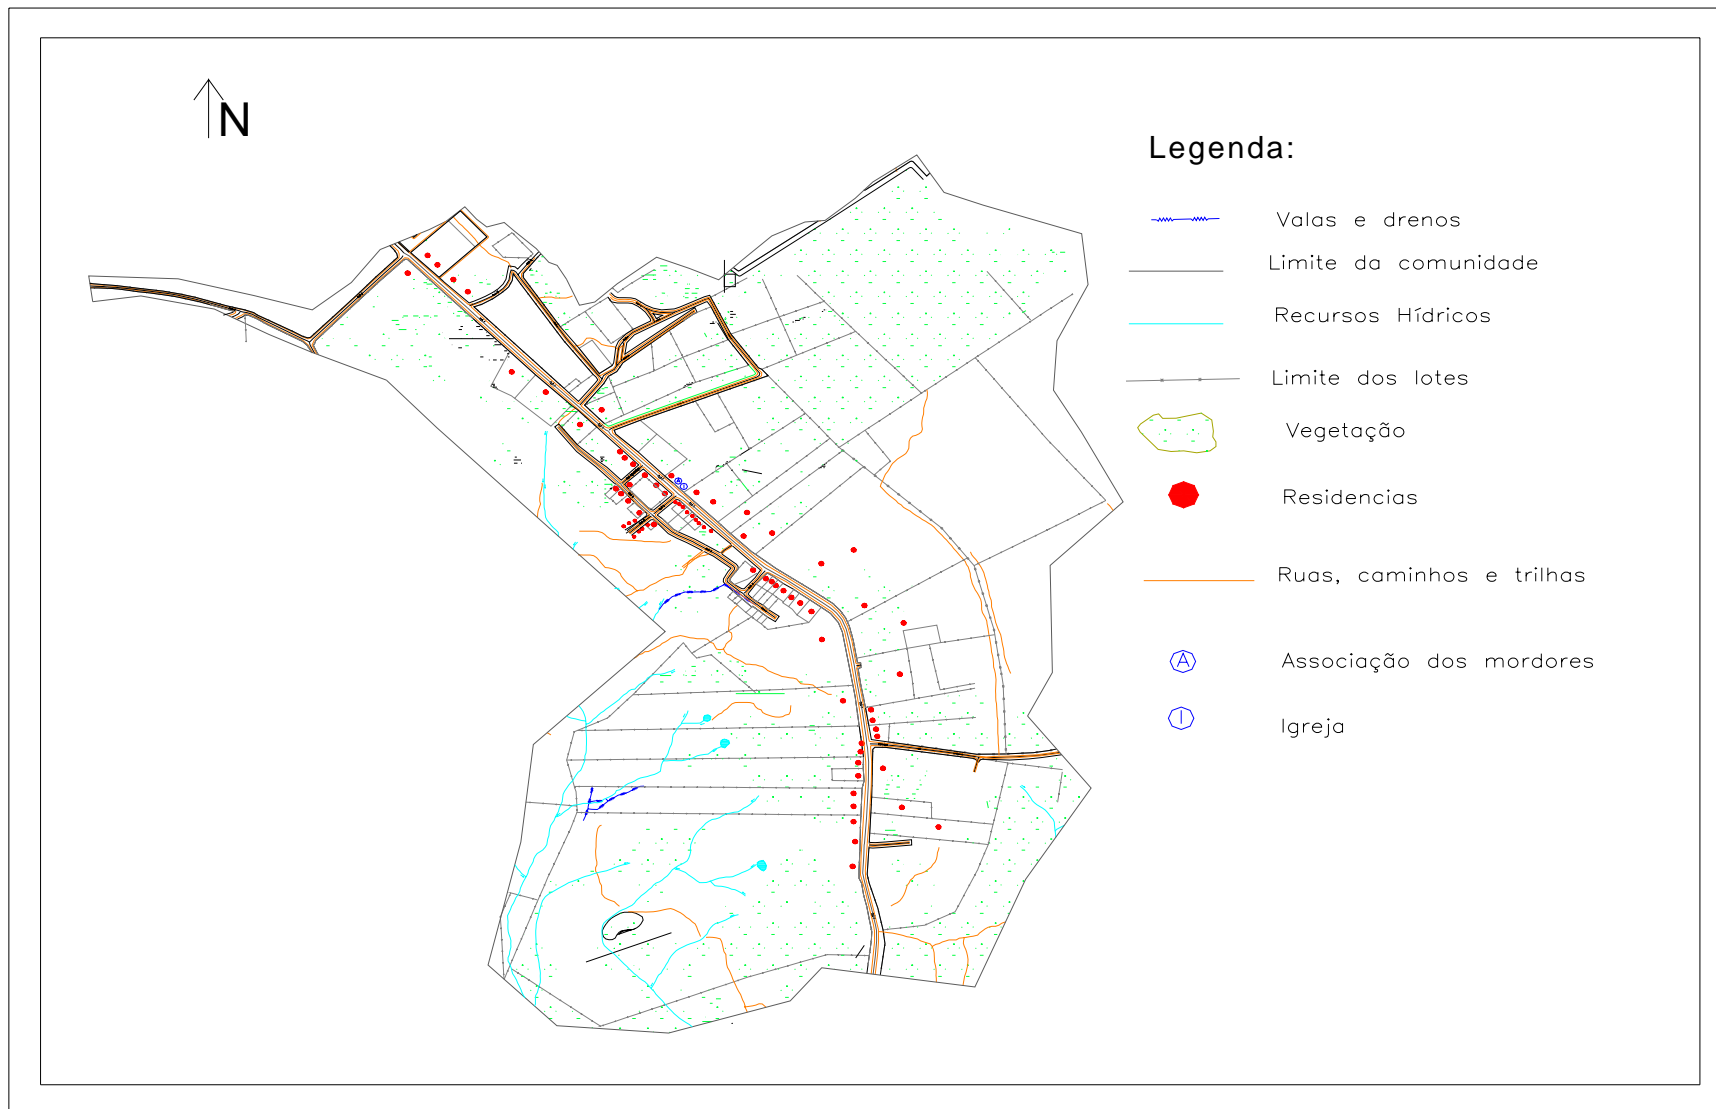 N
Legenda:
Valas e drenos
Limite da comunidade
Recursos Hídricos
Limite dos lotes
Vegetação
Residencias
Ruas, caminhos e trilhas
A
Associação dos mordores
I
Igreja